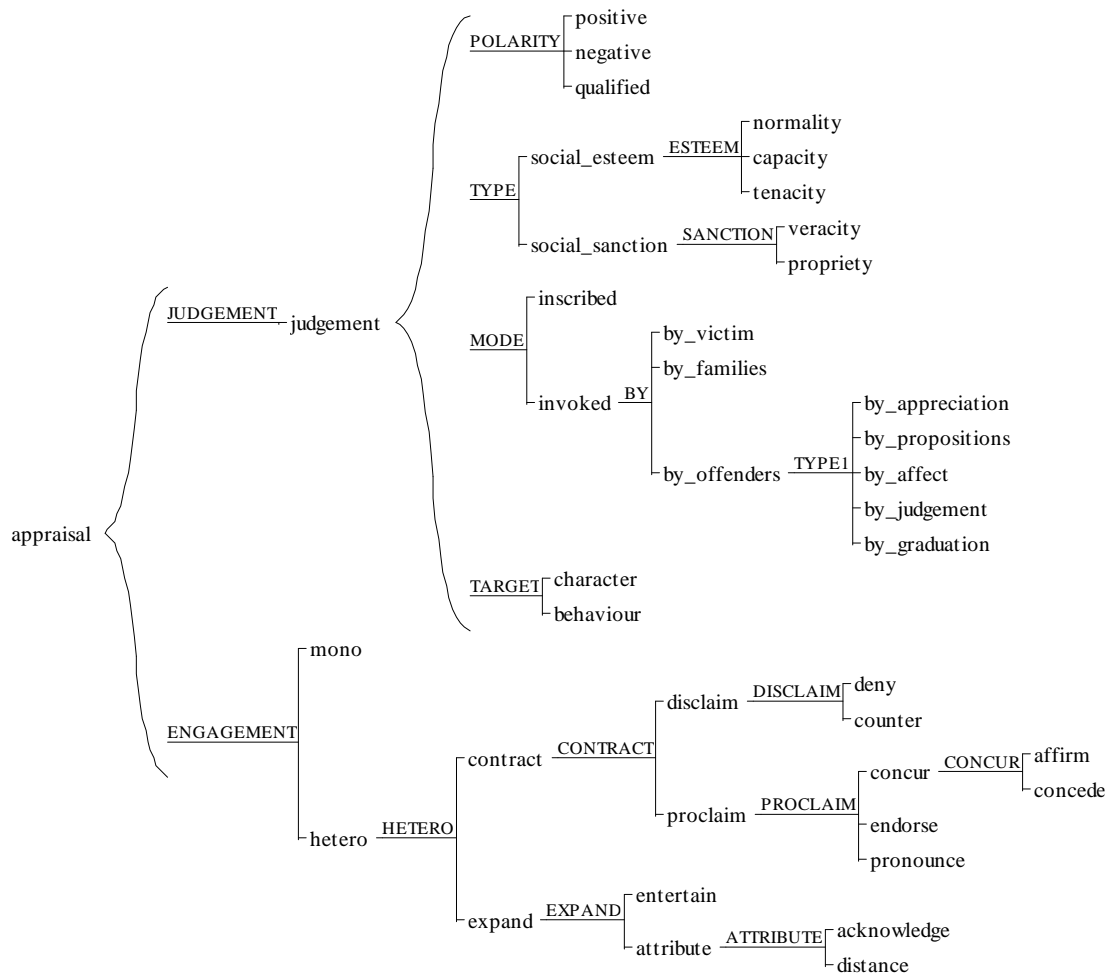 positive
POLARITY
negative
qualified
normality
social_esteem ESTEEM capacity
TYPE
tenacity
social_sanction SANCTION veracity
propriety
inscribed
JUDGEMENT judgement
MODE
by_victim
by_families
invoked BY
by_appreciation
by_propositions
by_offenders TYPE1 by_affect
by_judgement
by_graduation
appraisal
TARGET character
behaviour
mono
ENGAGEMENT
disclaim DISCLAIM deny
counter
contract CONTRACT
concur CONCUR affirm
concede
proclaim PROCLAIM
endorse
hetero HETERO
pronounce
entertain
expand EXPAND
attribute ATTRIBUTE acknowledge
distance